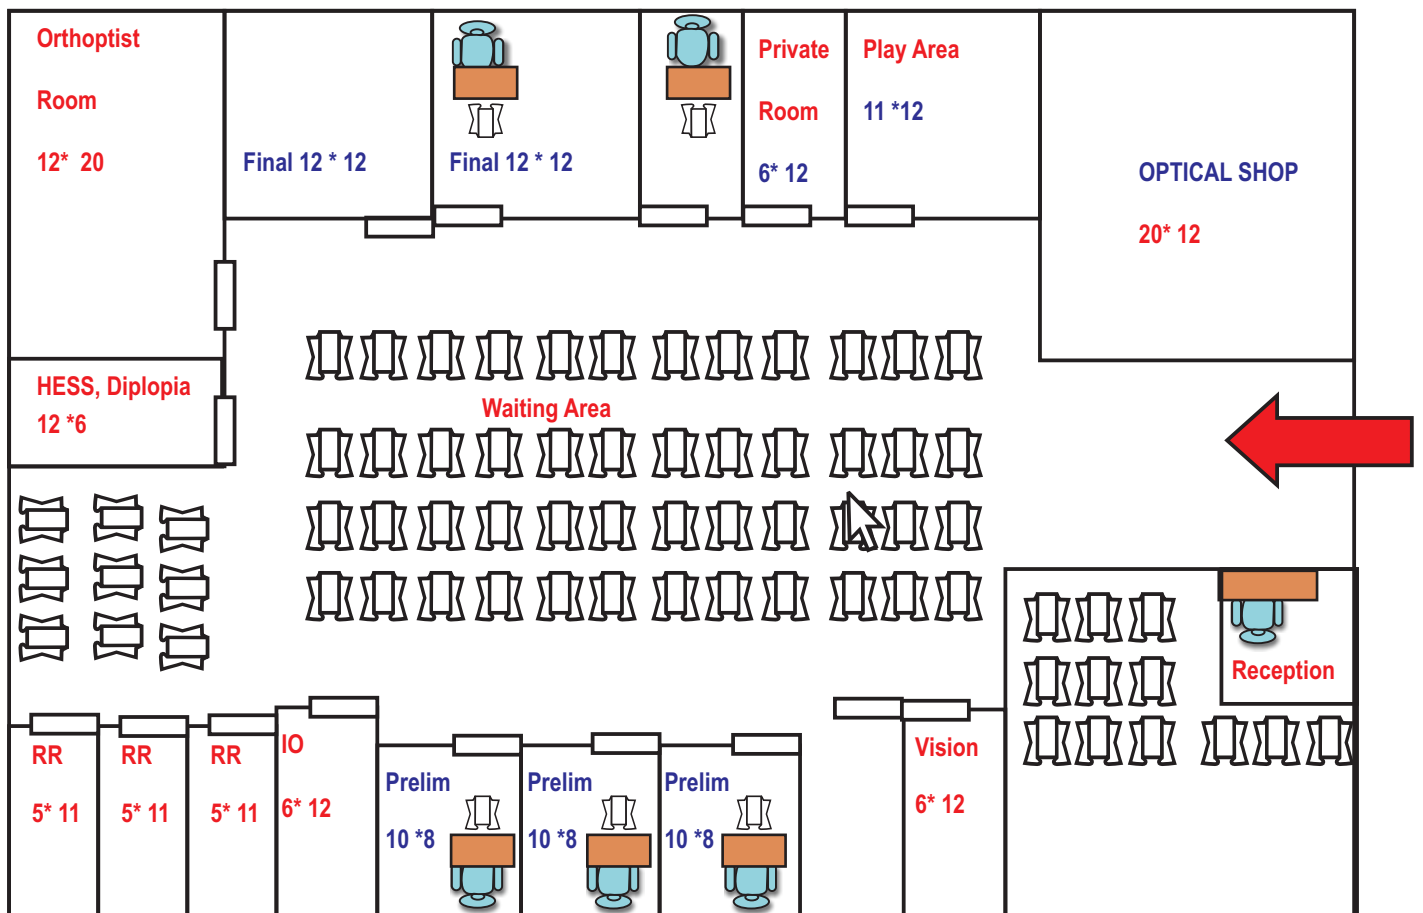 Orthoptist
Room
12* 20
Final 12 * 12
Final 12 * 12
Private
Room
6* 12
Play Area
11 *12
OPTICAL SHOP
20* 12
HESS, Diplopia
12 *6
Waiting Area
Reception
RR
5* 11
RR
5* 11
RR
5* 11
IO
6* 12
Prelim
10 *8
Prelim
10 *8
Prelim
10 *8
Vision
6* 12